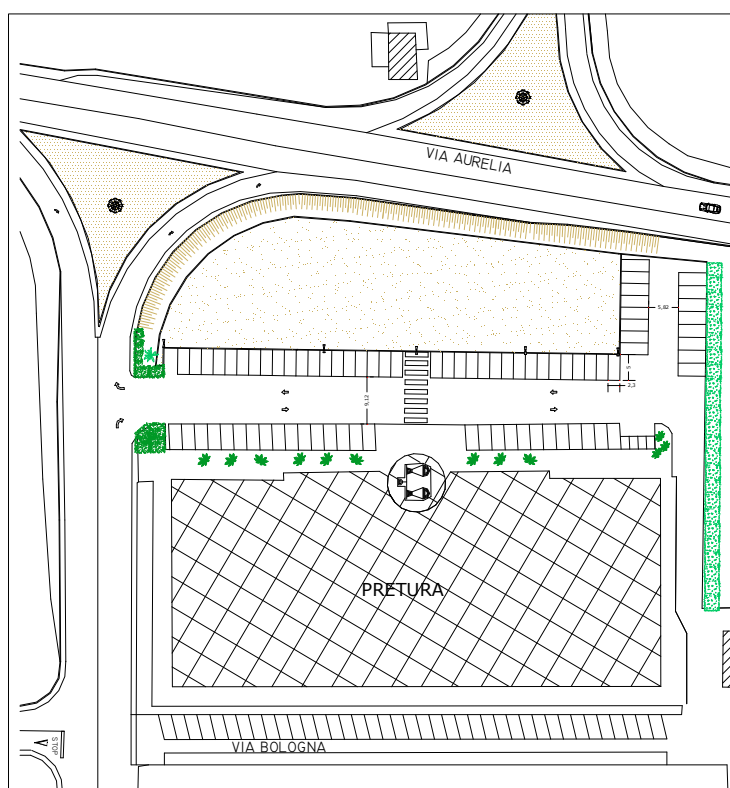 VIA AURELIA
5,82
5
2,3
9,12
PRETURA
VIA BOLOGNA
STOP